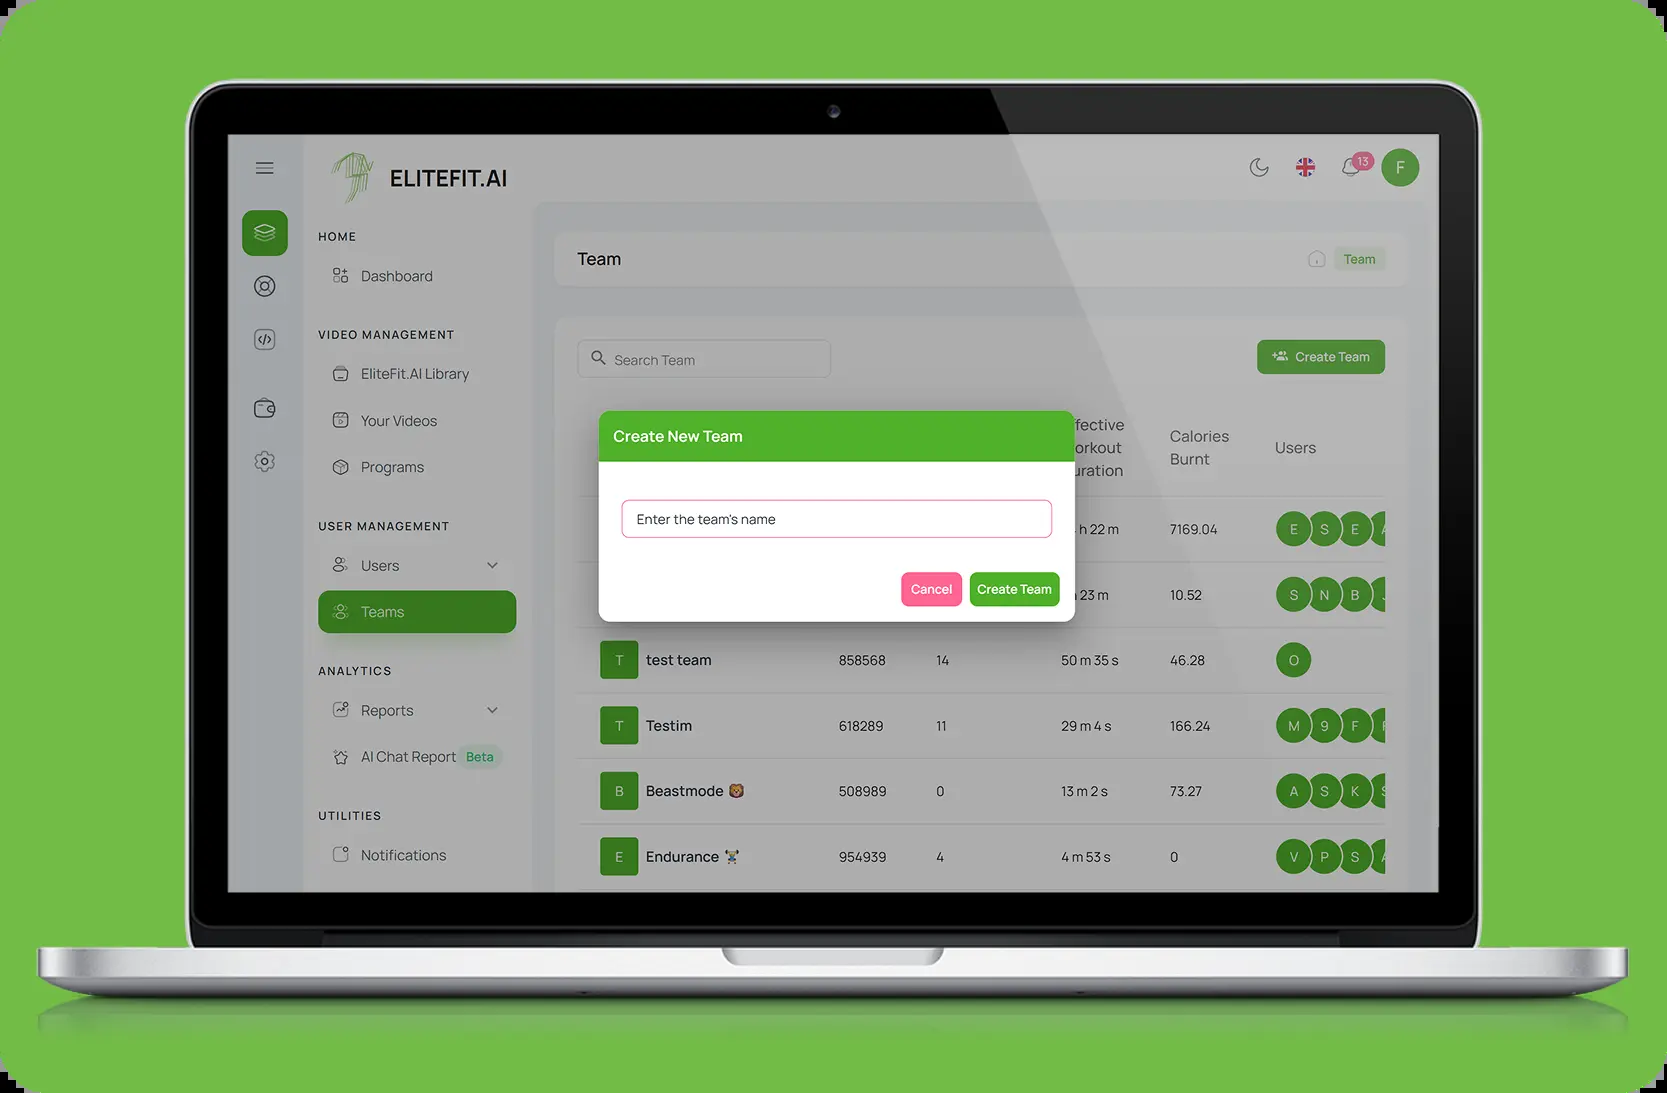 ELITEFIT.AI
13
F
HOME
Dashboard
VIDEO MANAGEMENT
EliteFit.AI Library
Your Videos
Programs
USER MANAGEMENT
Users
Teams
ANALYTICS
Reports
AI Chat Report Beta
UTILITIES
Notifications
Team
Team
Search Team
Create Team
Calories
Burnt
Users
Create New Team
Enter the team's name
Cancel
Create Team
h 22 m 7169.04 E S E
23 m 10.52 S N B
T test team 858568 14 50 m 35 s 46.28 O
T Testim 618289 11 29 m 4 s 166.24 M 9 F
B Beastmode 🦁 508989 0 13 m 2 s 73.27 A S K
E Endurance 🏋 954939 4 4 m 53 s 0 V P S